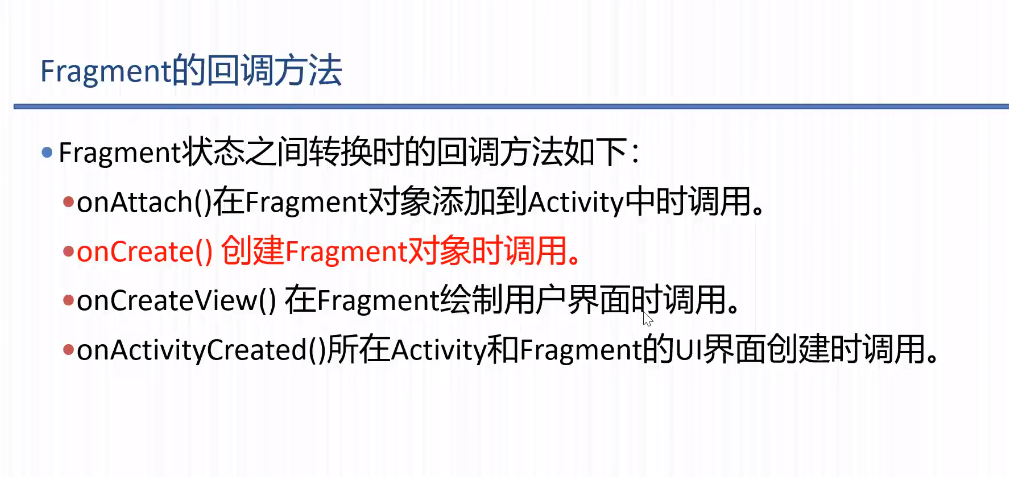 Fragment的回调方法
•Fragment状态之间转换时的回调方法如下：
•onAttach()在Fragment对象添加到Activity中时调用。
•onCreate() 创建Fragment对象时调用。
•onCreateView() 在Fragment绘制用户界面时调用。
•onActivityCreated()所在Activity和Fragment的UI界面创建时调用。